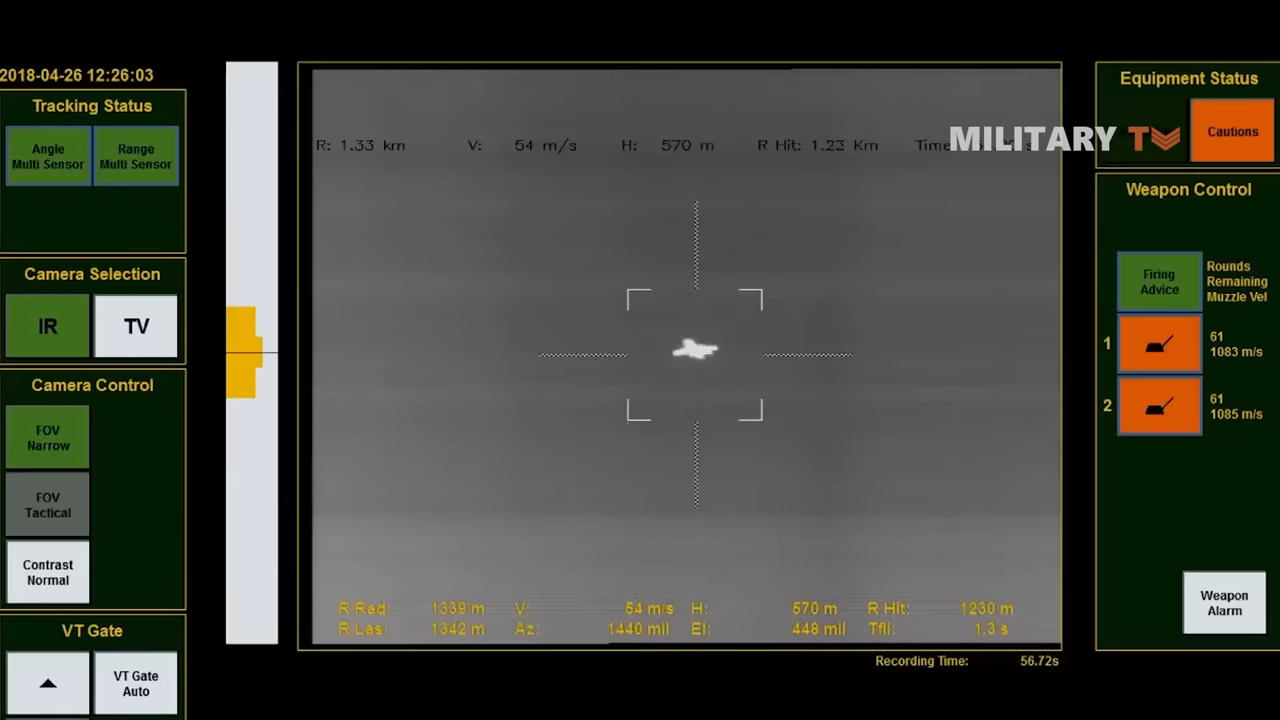 2018-04-26 12:26:03
Tracking Status
Angle
Multi Sensor
Range
Multi Sensor
Camera Selection
IR
TV
Camera Control
FOV
Narrow
FOV
Tactical
Contrast
Normal
VT Gate
VT Gate
Auto
R: 1.33 km V: 54 m/s H: 570 m R Hit: 1.23 Km Time
MILITARY TV
R Rad: 1339 m V: 54 m/s H: 570 m R Hit: 1230 m
R Las: 1342 m Az: 1440 mil El: 448 mil Tfli: 1.3 s
Recording Time: 56.72s
Equipment Status
Cautions
Weapon Control
Firing
Advice
Rounds
Remaining
Muzzle Vel
1
61
1083 m/s
2
61
1085 m/s
Weapon
Alarm